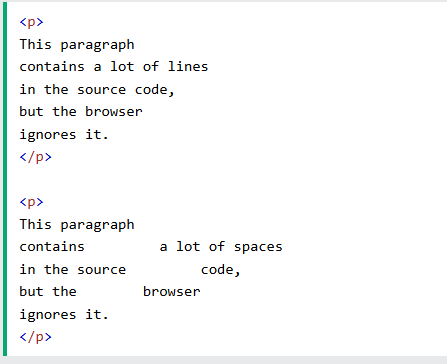 <p>
This paragraph
contains a lot of lines
in the source code,
but the browser
ignores it.
</p>

<p>
This paragraph
contains         a lot of spaces
in the source         code,
but the        browser
ignores it.
</p>